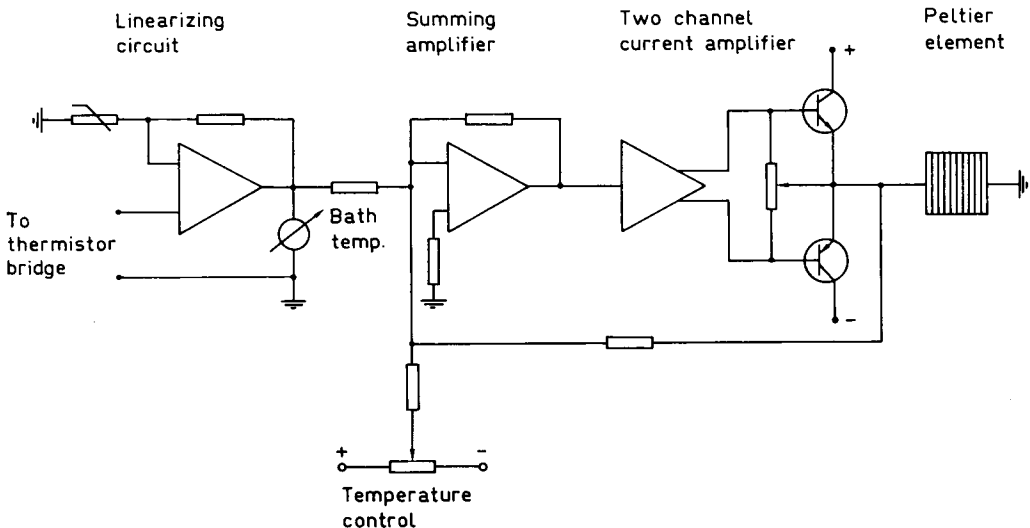 Linearizing
circuit
Summing
amplifier
Two channel
current amplifier
Peltier
element
+
To
thermistor
bridge
Bath
temp.
-
+
-
Temperature
control